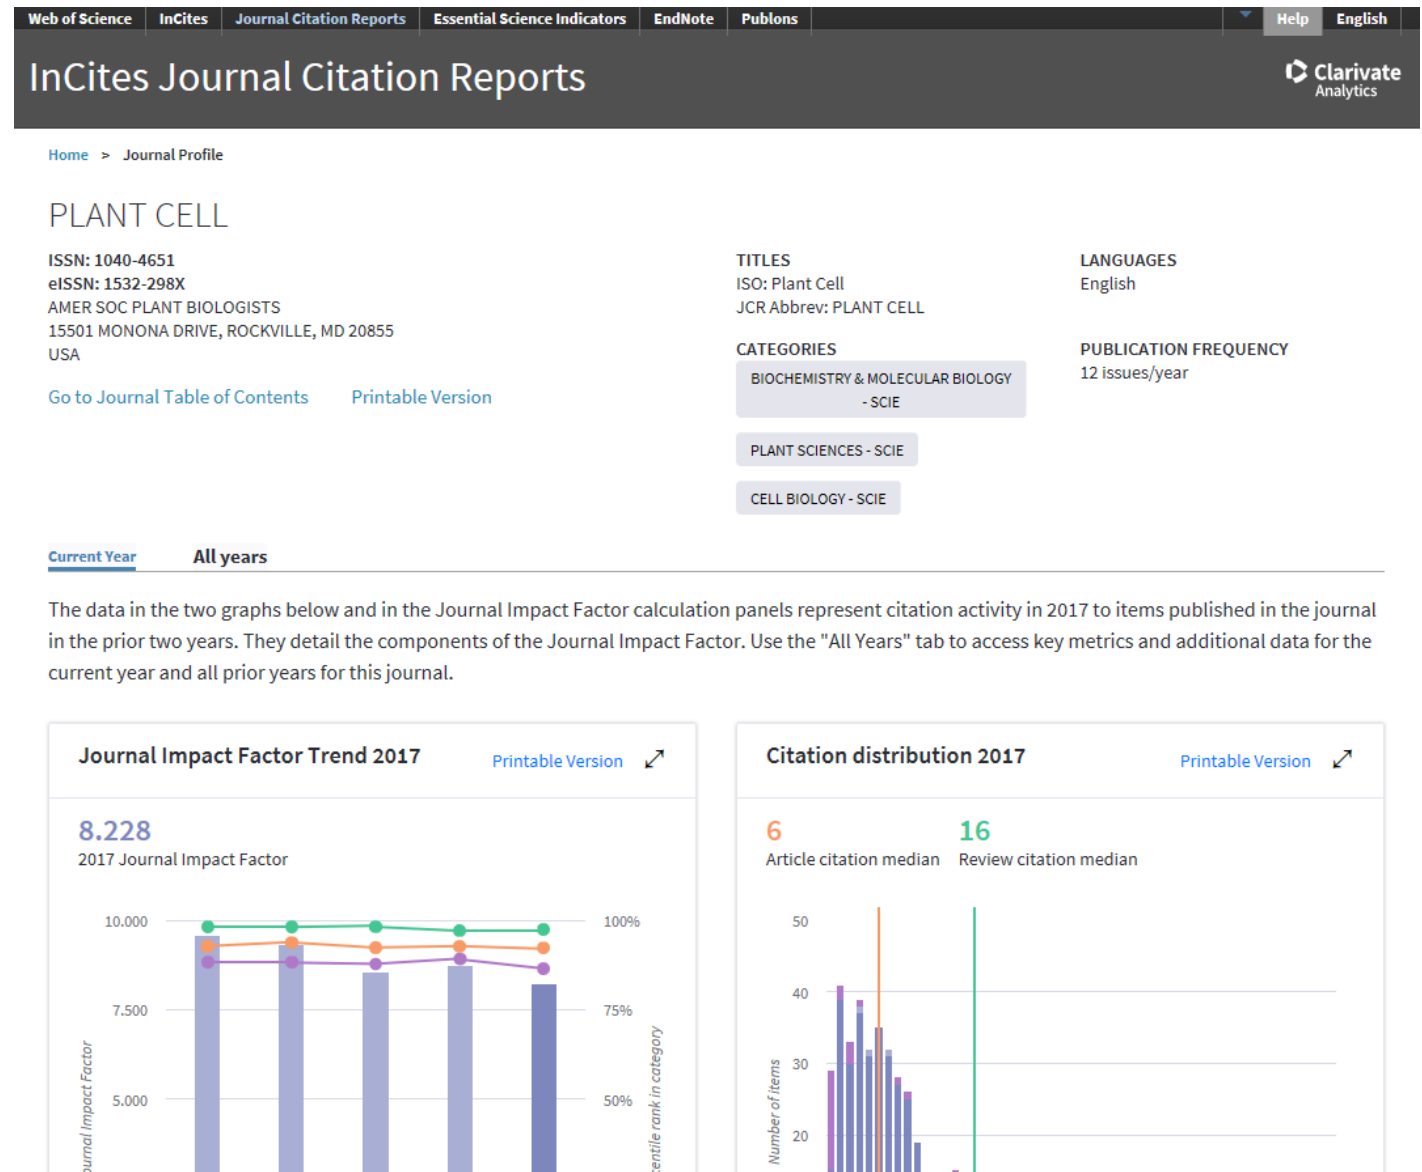 Web of Science InCites Journal Citation Reports Essential Science Indicators EndNote Publons Help English
InCites Journal Citation Reports
Clarivate
Analytics
Home > Journal Profile
PLANT CELL
ISSN: 1040-4651
eISSN: 1532-298X
AMER SOC PLANT BIOLOGISTS
15501 MONONA DRIVE, ROCKVILLE, MD 20855
USA
Go to Journal Table of Contents Printable Version
TITLES
ISO: Plant Cell
JCR Abbrev: PLANT CELL
LANGUAGES
English
CATEGORIES
BIOCHEMISTRY & MOLECULAR BIOLOGY
- SCIE
PLANT SCIENCES - SCIE
CELL BIOLOGY - SCIE
PUBLICATION FREQUENCY
12 issues/year
Current Year All years
The data in the two graphs below and in the Journal Impact Factor calculation panels represent citation activity in 2017 to items published in the journal
in the prior two years. They detail the components of the Journal Impact Factor. Use the "All Years" tab to access key metrics and additional data for the
current year and all prior years for this journal.
Journal Impact Factor Trend 2017 Printable Version
8.228
2017 Journal Impact Factor
10.000
7.500
5.000
Impact Factor
100%
75%
50%
rank in category
Citation distribution 2017 Printable Version
6
Article citation median
16
Review citation median
50
40
30
20
Number of items